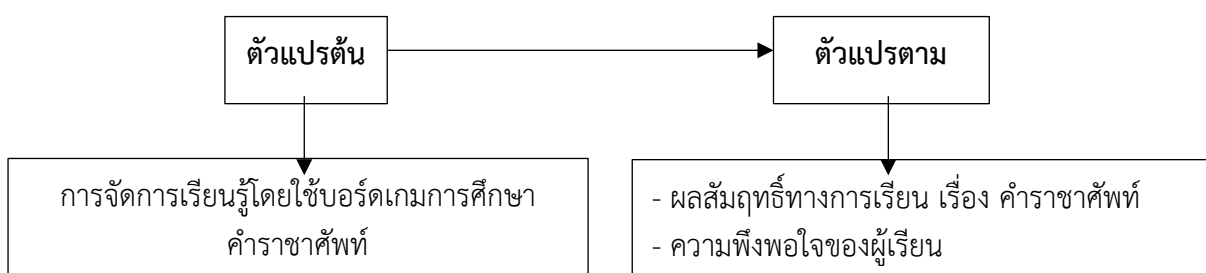 ตัวแปรต้น
ตัวแปรตาม
การจัดการเรียนรู้โดยใช้บอร์ดเกมการศึกษา
คำราชาศัพท์
- ผลสัมฤทธิ์ทางการเรียน เรื่อง คำราชาศัพท์
- ความพึงพอใจของผู้เรียน